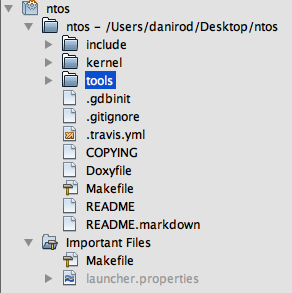 ntos
ntos – /Users/danirod/Desktop/ntos
include
kernel
tools
.gdbinit
.gitignore
.travis.yml
COPYING
Doxyfile
Makefile
README
README.markdown
Important Files
Makefile
launcher.properties